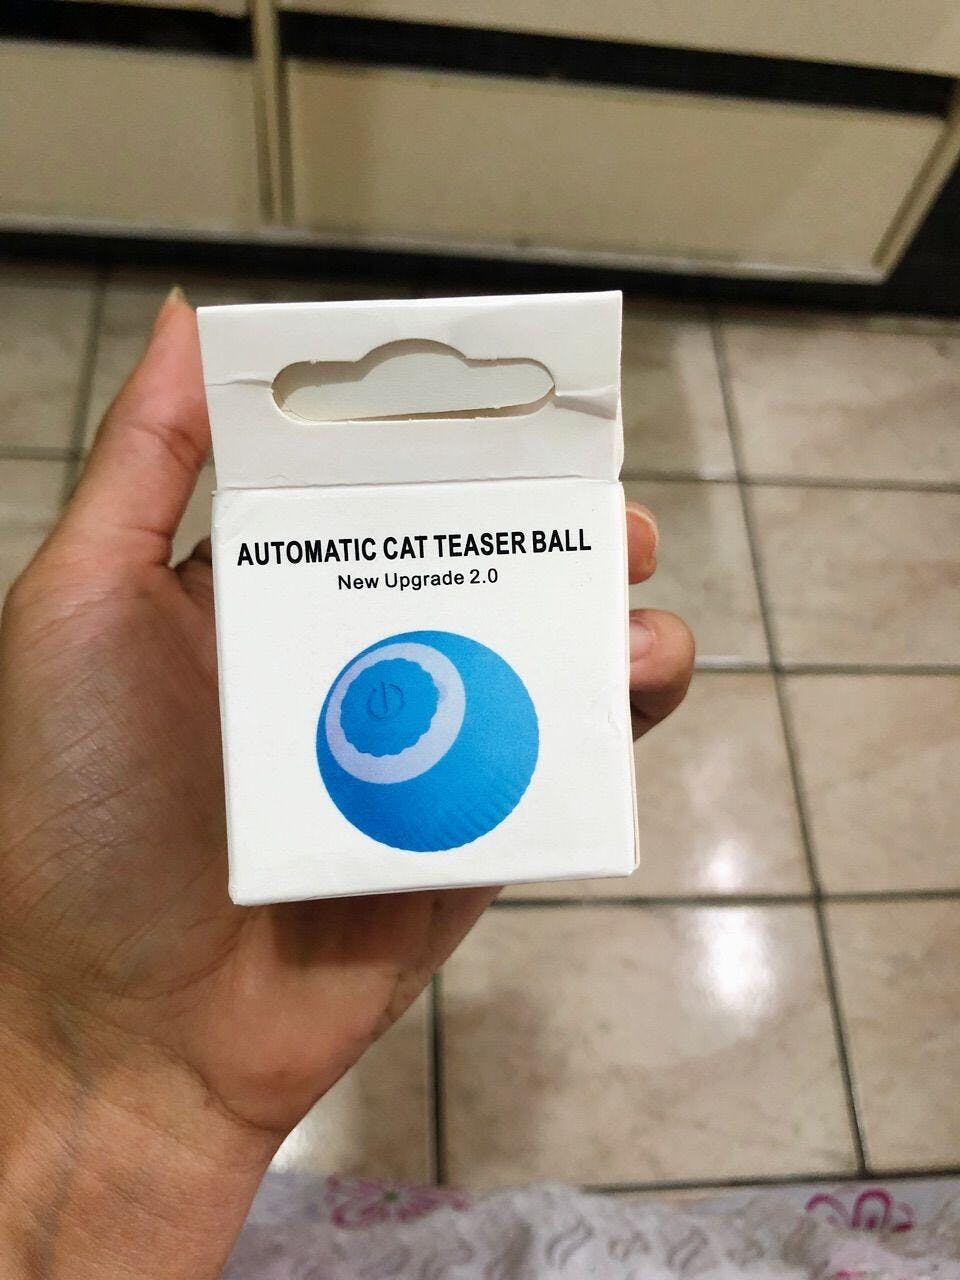 AUTOMATIC CAT TEASER BALL
New Upgrade 2.0